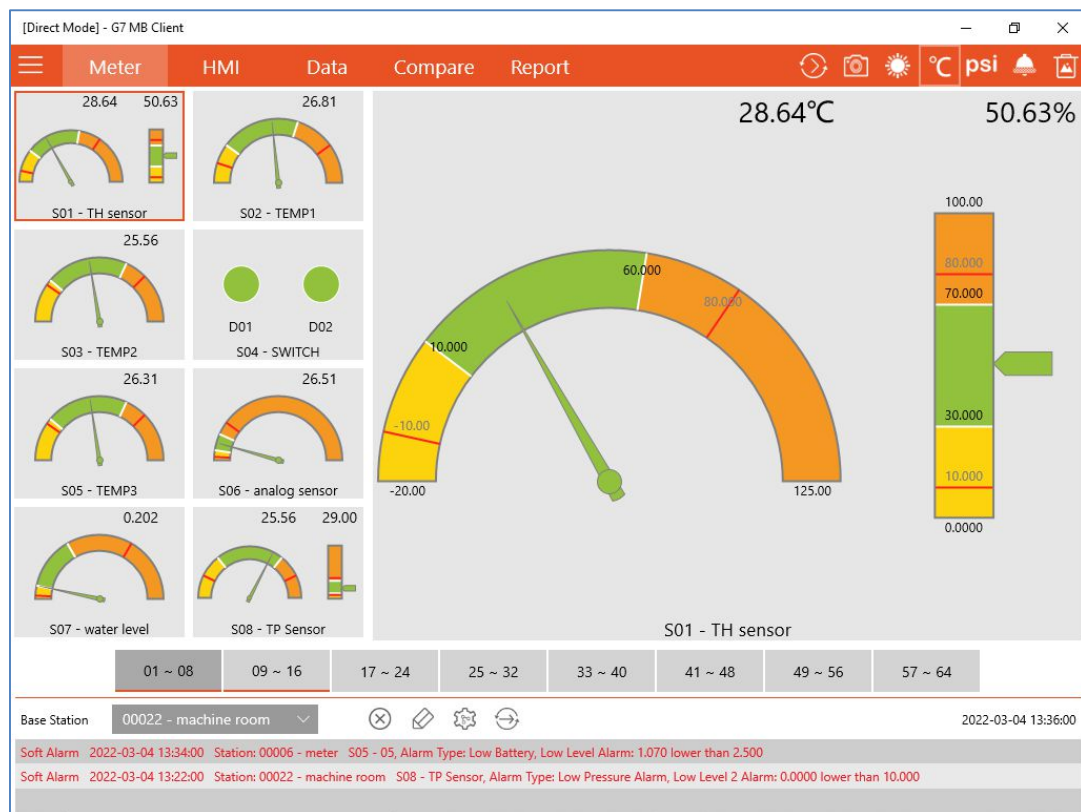 [Direct Mode] - G7 MB Client
Meter HMI Data Compare Report ℃ psi
28.64 50.63
S01 - TH sensor
26.81
S02 - TEMP1
25.56
S03 - TEMP2
D01 D02
S04 - SWITCH
26.31
S05 - TEMP3
26.51
S06 - analog sensor
0.202
S07 - water level
25.56 29.00
S08 - TP Sensor
28.64℃ 50.63%
60.000
80.000
10.000
-10.00
-20.00
125.00
100.00
80.000
70.000
30.000
10.000
0.0000
S01 - TH sensor
01 ~ 08 09 ~ 16 17 ~ 24 25 ~ 32 33 ~ 40 41 ~ 48 49 ~ 56 57 ~ 64
Base Station 00022 - machine room 2022-03-04 13:36:00
Soft Alarm 2022-03-04 13:34:00 Station: 00006 - meter S05 - 05, Alarm Type: Low Battery, Low Level Alarm: 1.070 lower than 2.500
Soft Alarm 2022-03-04 13:22:00 Station: 00022 - machine room S08 - TP Sensor, Alarm Type: Low Pressure Alarm, Low Level 2 Alarm: 0.0000 lower than 10.000